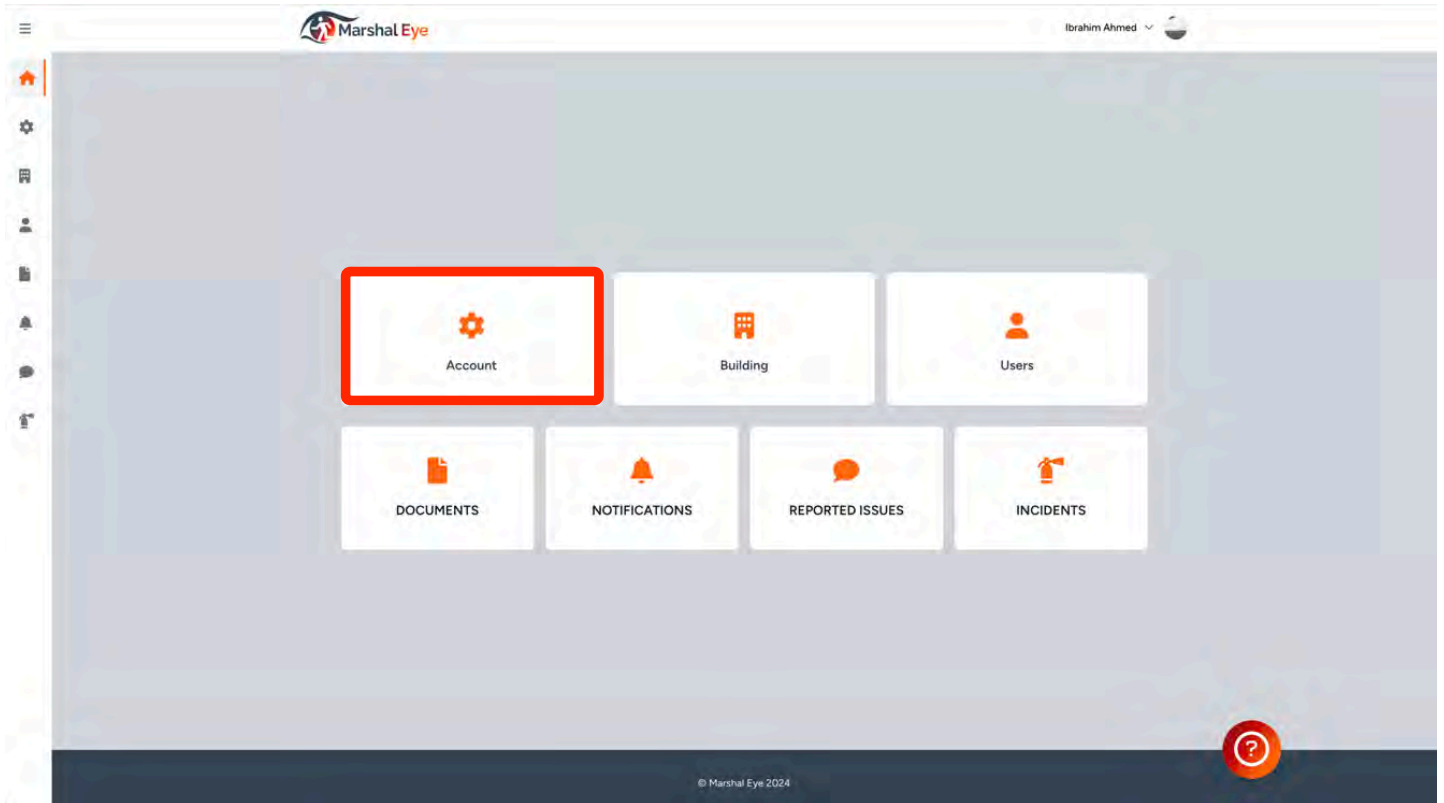 Marshal Eye
Ibrahim Ahmed
Account
Building
Users
DOCUMENTS
NOTIFICATIONS
REPORTED ISSUES
INCIDENTS
?
© Marshal Eye 2024